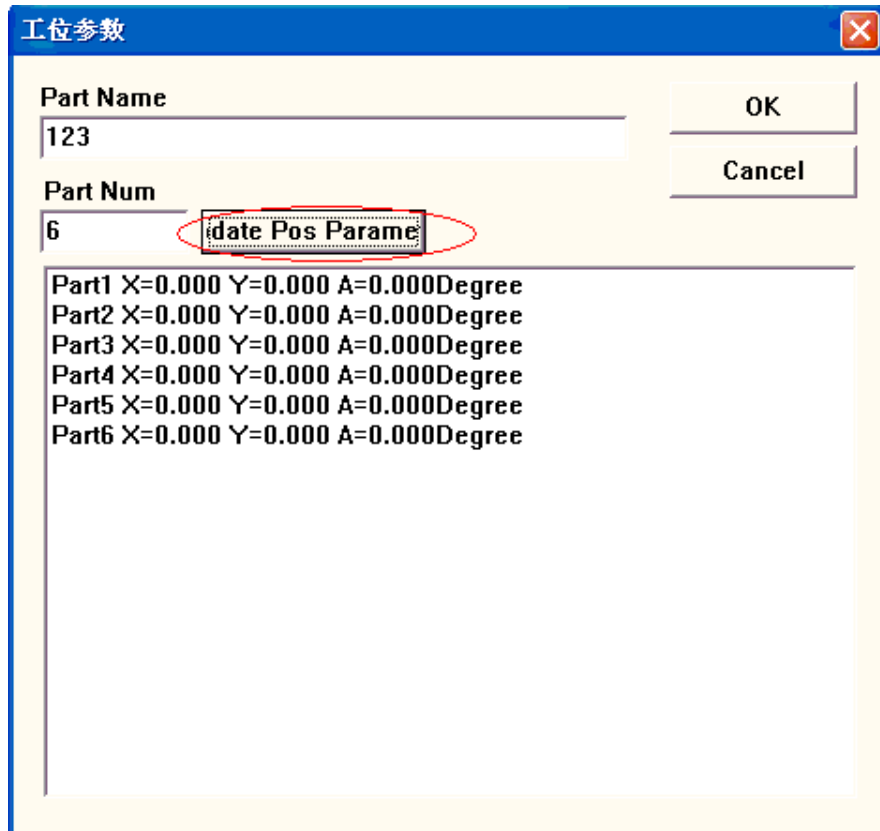 工位参数
Part Name
OK
123
Cancel
Part Num
6
date Pos Parame
Part1 X=0.000 Y=0.000 A=0.000Degree
Part2 X=0.000 Y=0.000 A=0.000Degree
Part3 X=0.000 Y=0.000 A=0.000Degree
Part4 X=0.000 Y=0.000 A=0.000Degree
Part5 X=0.000 Y=0.000 A=0.000Degree
Part6 X=0.000 Y=0.000 A=0.000Degree